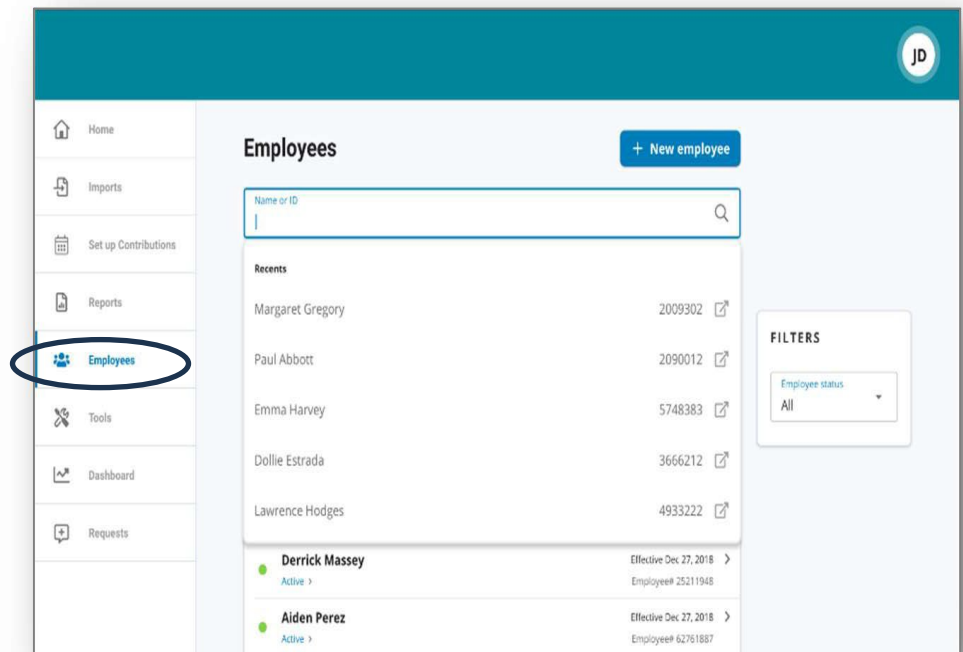 JD
Home
Imports
Set up Contributions
Reports
Employees
Tools
Dashboard
Requests
Employees
+ New employee
Name or ID
Recents
Margaret Gregory 2009302
Paul Abbott 2090012
Emma Harvey 5748383
Dollie Estrada 3666212
Lawrence Hodges 4933222
Derrick Massey Effective Dec 27, 2018
Active > Employee# 25211948
Aiden Perez Effective Dec 27, 2018
Active > Employee# 62761887
FILTERS
Employee status
All